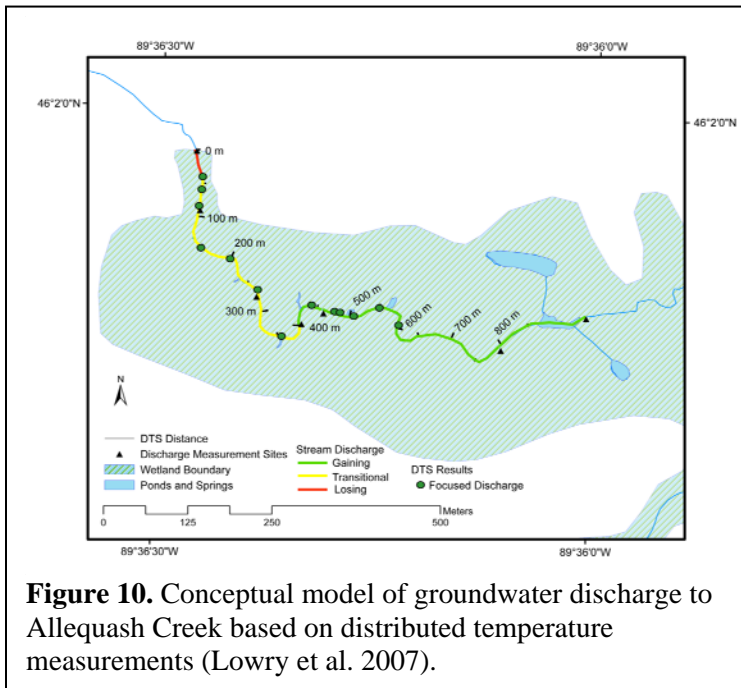 89°36'30"W
89°36'0"W
46°2'0"N
46°2'0"N
0 m
100 m
200 m
300 m
400 m
500 m
600 m
700 m
800 m
N
DTS Distance
Discharge Measurement Sites
Wetland Boundary
Ponds and Springs
Stream Discharge
Gaining
Transitional
Losing
DTS Results
Focused Discharge
Meters
0 125 250 500
89°36'30"W
89°36'0"W
Figure 10. Conceptual model of groundwater discharge to
Allequash Creek based on distributed temperature
measurements (Lowry et al. 2007).